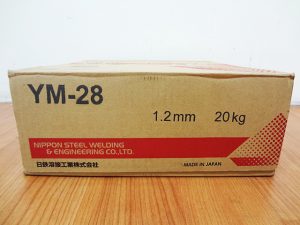 YM-28
1.2mm 20kg
NIPPON STEEL WELDING
& ENGINEERING CO.,LTD.
日鉄溶接工業株式会社
MADE IN JAPAN